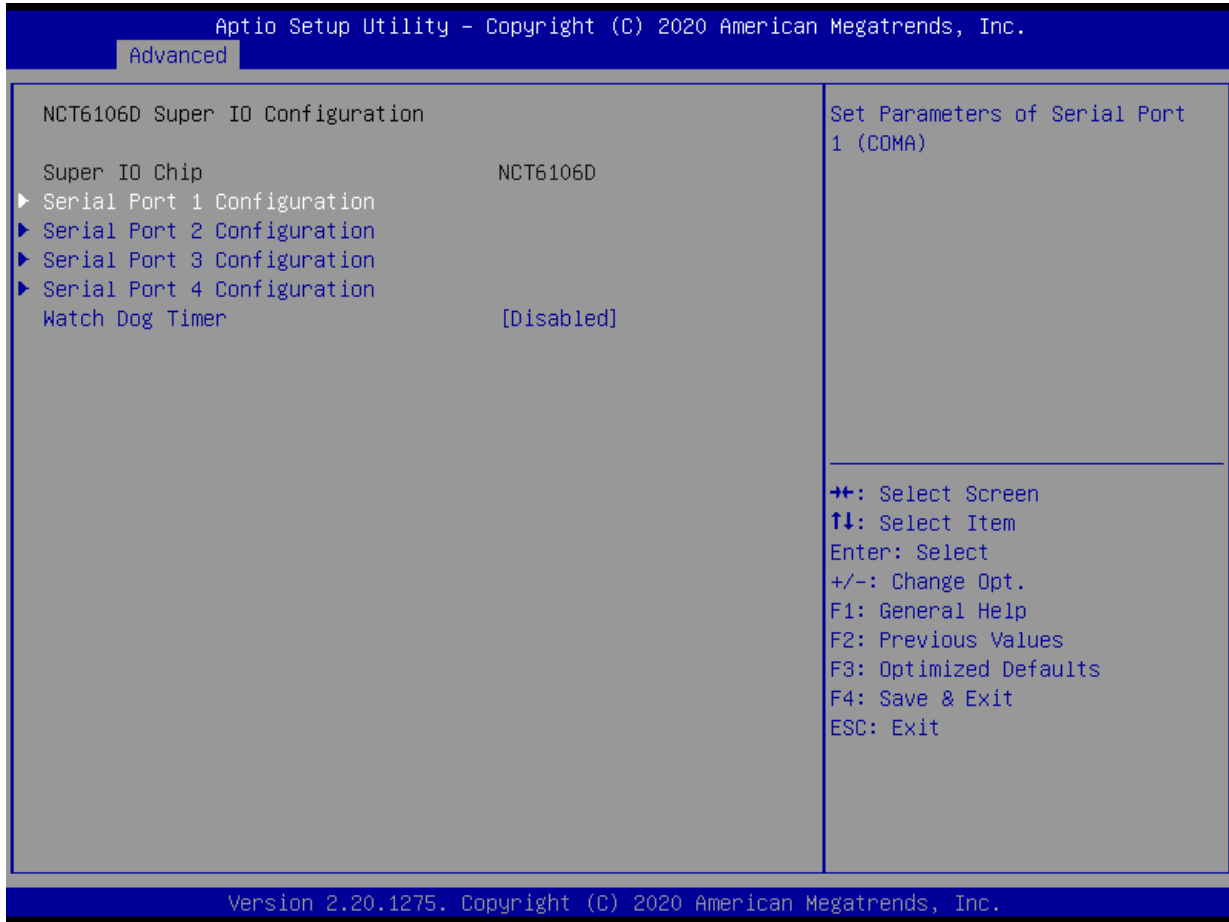 Aptio Setup Utility – Copyright (C) 2020 American Megatrends, Inc.
Advanced
NCT6106D Super IO Configuration
Super IO Chip NCT6106D
Serial Port 1 Configuration
Serial Port 2 Configuration
Serial Port 3 Configuration
Serial Port 4 Configuration
Watch Dog Timer [Disabled]
Set Parameters of Serial Port
1 (COMA)
→←: Select Screen
↑↓: Select Item
Enter: Select
+/-: Change Opt.
F1: General Help
F2: Previous Values
F3: Optimized Defaults
F4: Save & Exit
ESC: Exit
Version 2.20.1275. Copyright (C) 2020 American Megatrends, Inc.